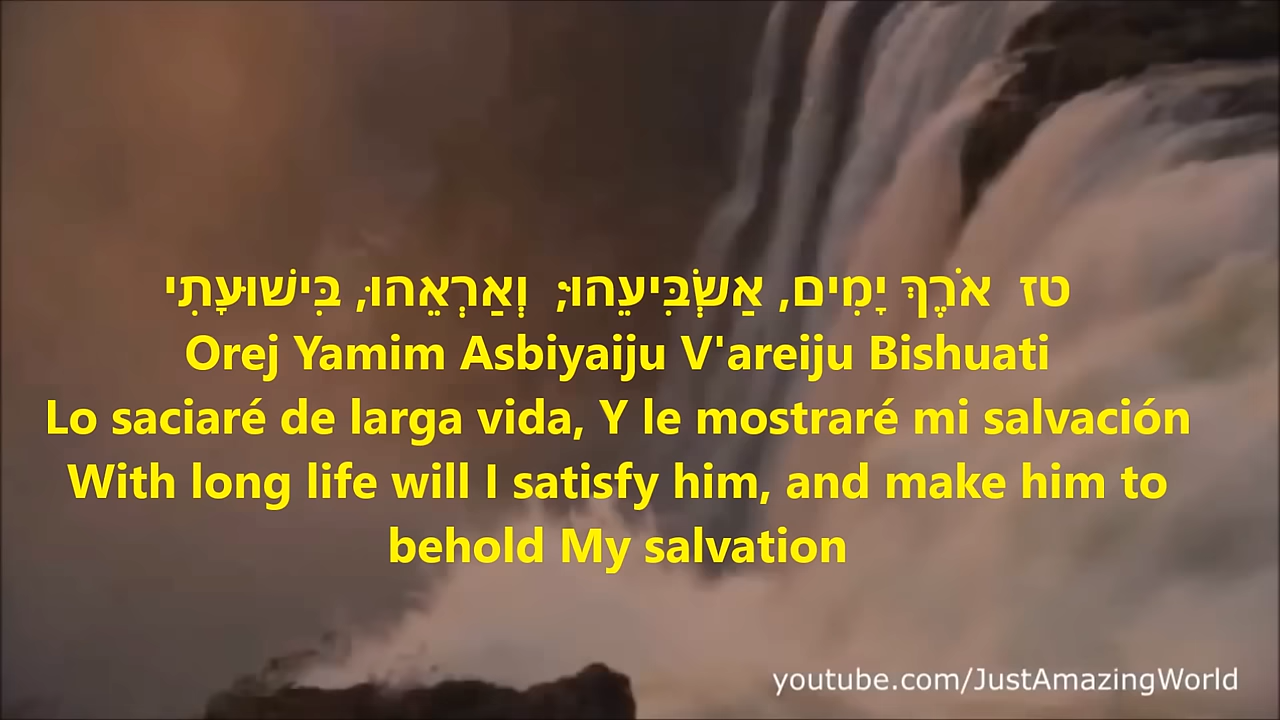 טז  אֹרֶךְ יָמִים, אַשְׂבִּיעֵהוּ;  וְאַרְאֵהוּ, בִּישׁוּעָתִי
Orej Yamim Asbiyaiju V'areiju Bishuati
Lo saciaré de larga vida, Y le mostraré mi salvación
With long life will I satisfy him, and make him to
behold My salvation
youtube.com/JustAmazingWorld